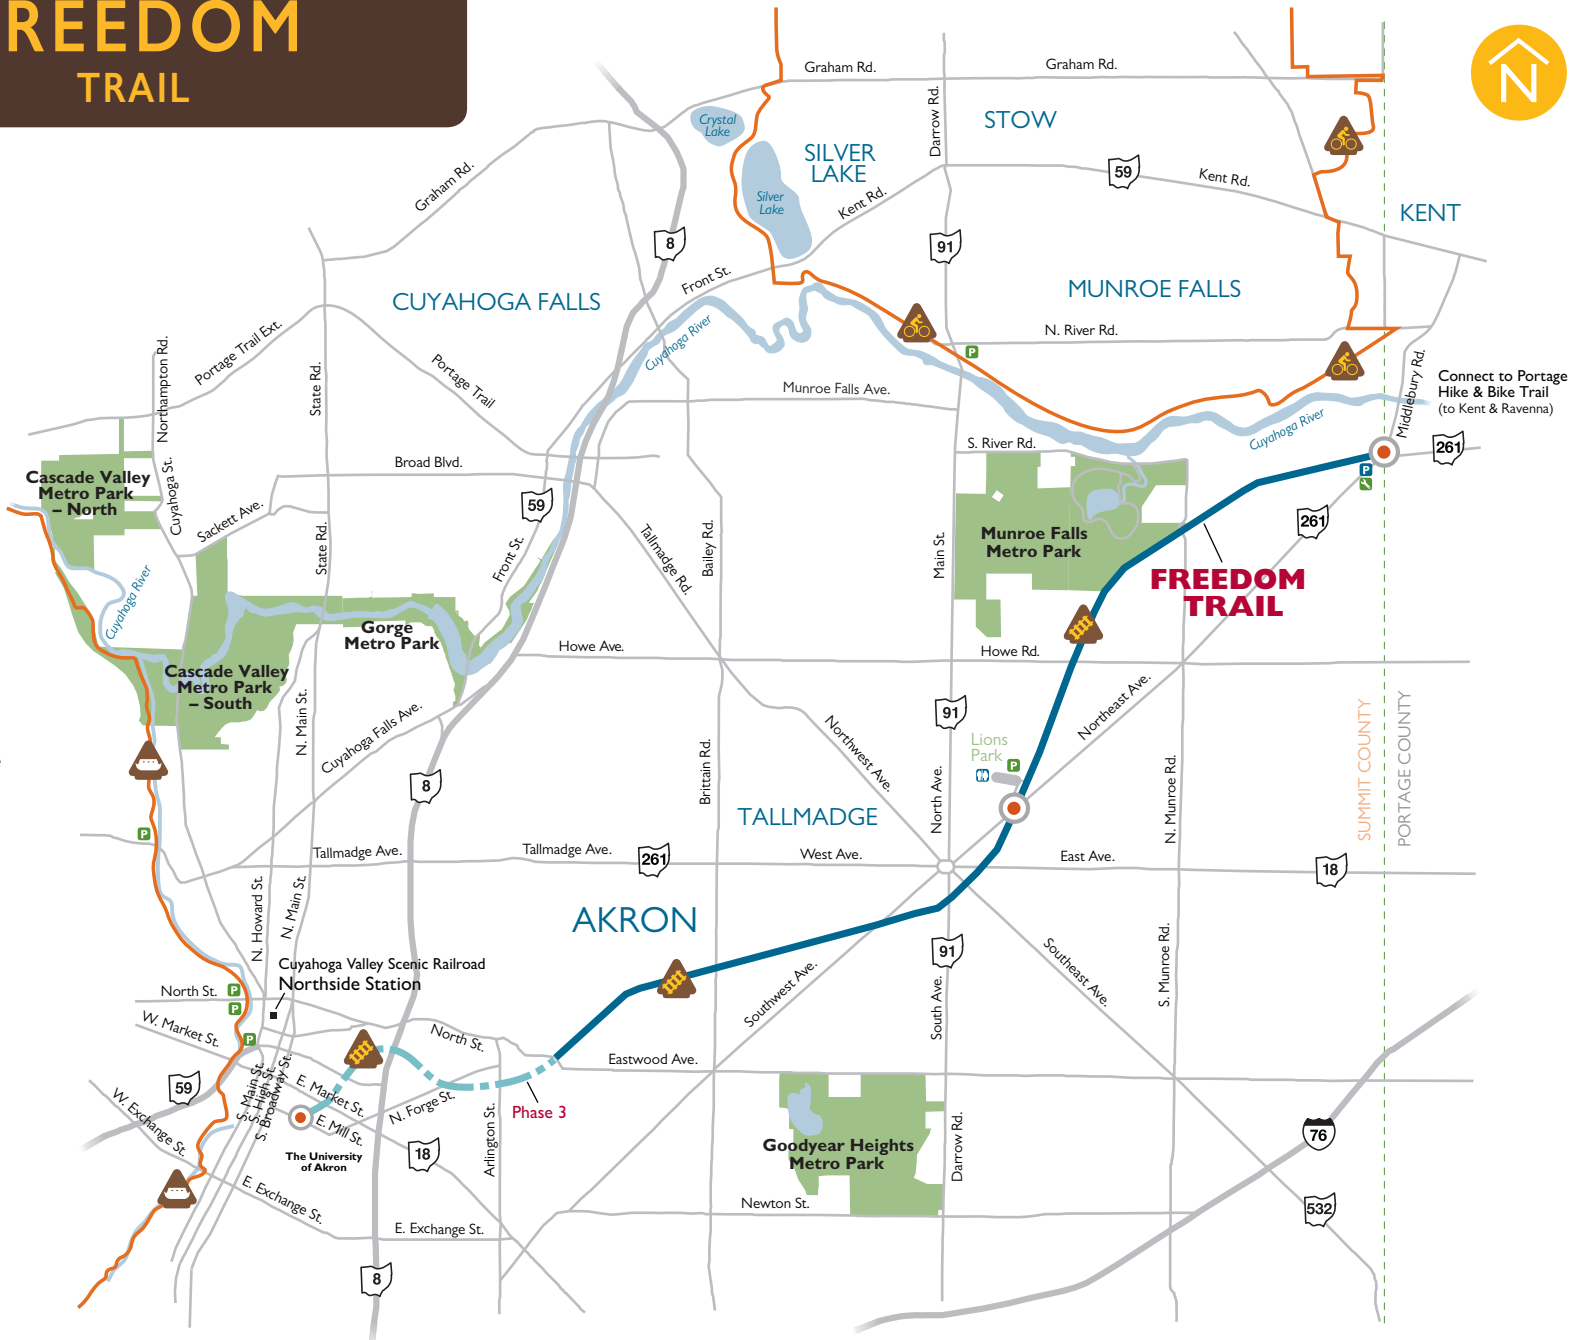 REEDOM
TRAIL
N
Graham Rd.
Graham Rd.
Crystal
Lake
Darrow Rd.
STOW
SILVER
LAKE
59
Kent Rd.
Graham Rd.
Silver
Lake
Kent Rd.
KENT
8
91
Front St.
MUNROE FALLS
CUYAHOGA FALLS
Cuyahoga River
N. River Rd.
P
Portage Trail Ext.
Northampton Rd.
State Rd.
Portage Trail
Munroe Falls Ave.
Middlebury Rd.
Connect to Portage
Hike & Bike Trail
(to Kent & Ravenna)
Cuyahoga River
S. River Rd.
261
P
Broad Blvd.
Cascade Valley
Metro Park
– North
Cuyahoga St.
Sackett Ave.
State Rd.
59
Front St.
Tallmadge Rd.
Bailey Rd.
Main St.
Munroe Falls
Metro Park
261
FREEDOM
TRAIL
Cuyahoga River
Gorge
Metro Park
Howe Ave.
Howe Rd.
Cascade Valley
Metro Park
– South
N. Main St.
Cuyahoga Falls Ave.
Northwest Ave.
91
Northeast Ave.
SUMMIT COUNTY
PORTAGE COUNTY
Lions
Park
P
8
Brittain Rd.
North Ave.
N. Munroe Rd.
TALLMADGE
P
Tallmadge Ave.
Tallmadge Ave.
261
West Ave.
East Ave.
18
N. Howard St.
N. Main St.
AKRON
91
Southeast Ave.
S. Munroe Rd.
Cuyahoga Valley Scenic Railroad
Northside Station
Southwest Ave.
South Ave.
North St.
P
P
W. Market St.
P
North St.
Eastwood Ave.
59
S. Main St.
S. High St.
S. Broadway St.
E. Market St.
N. Forge St.
Phase 3
W. Exchange St.
E. Mill St.
The University
of Akron
18
Arlington St.
Goodyear Heights
Metro Park
Darrow Rd.
76
E. Exchange St.
E. Exchange St.
Newton St.
532
8